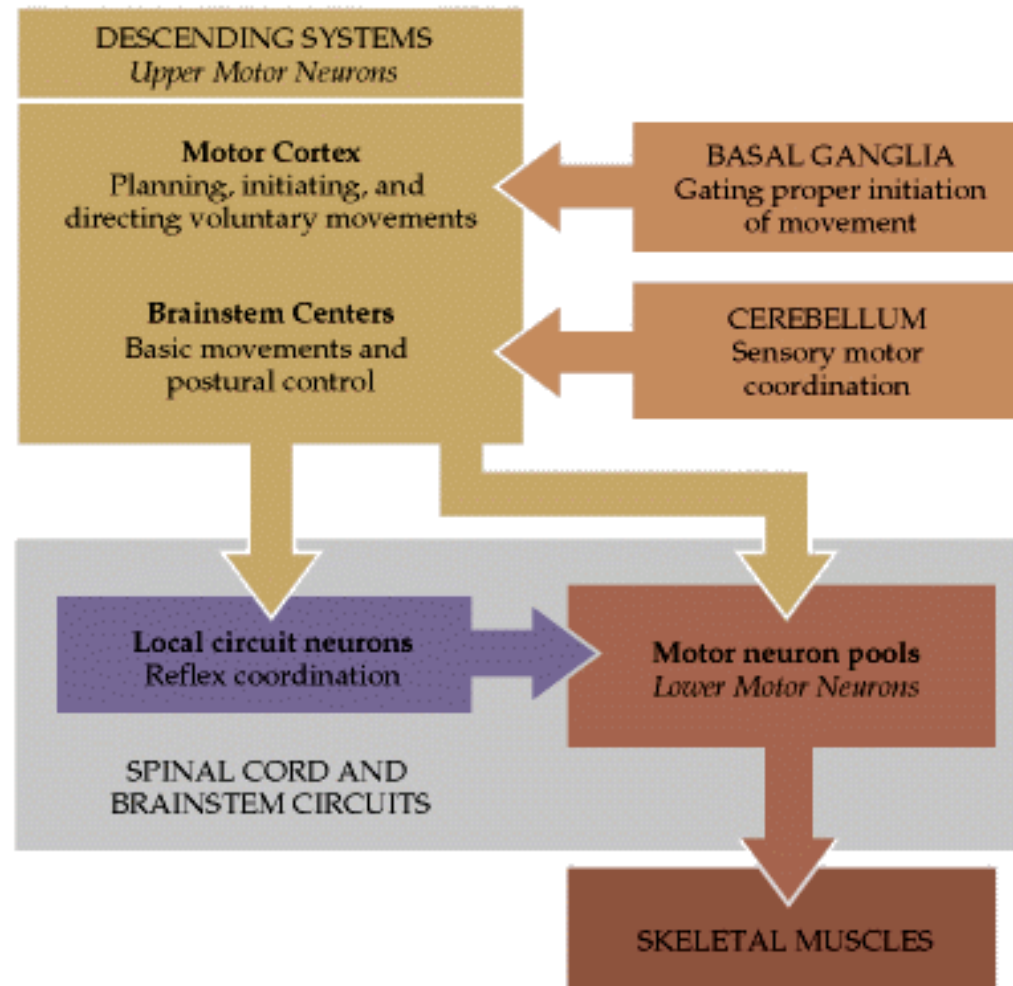 DESCENDING SYSTEMS
Upper Motor Neurons
Motor Cortex
Planning, initiating, and
directing voluntary movements
Brainstem Centers
Basic movements and
postural control
BASAL GANGLIA
Gating proper initiation
of movement
CEREBELLUM
Sensory motor
coordination
Local circuit neurons
Reflex coordination
Motor neuron pools
Lower Motor Neurons
SPINAL CORD AND
BRAINSTEM CIRCUITS
SKELETAL MUSCLES